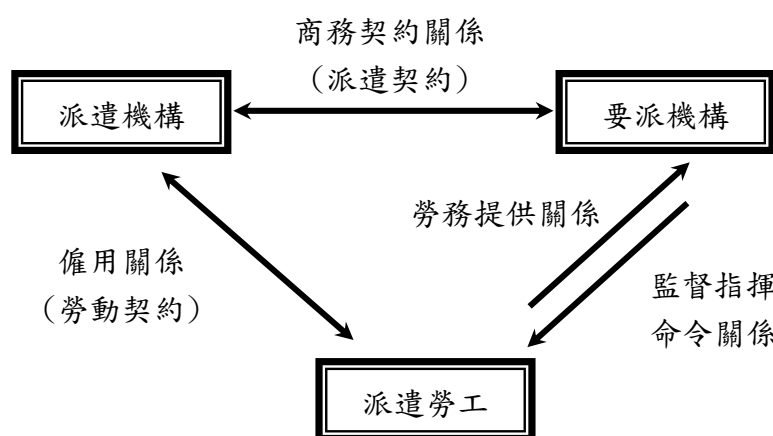 商務契約關係
（派遣契約）
派遣機構
要派機構
勞務提供關係
僱用關係
（勞動契約）
監督指揮
命令關係
派遣勞工